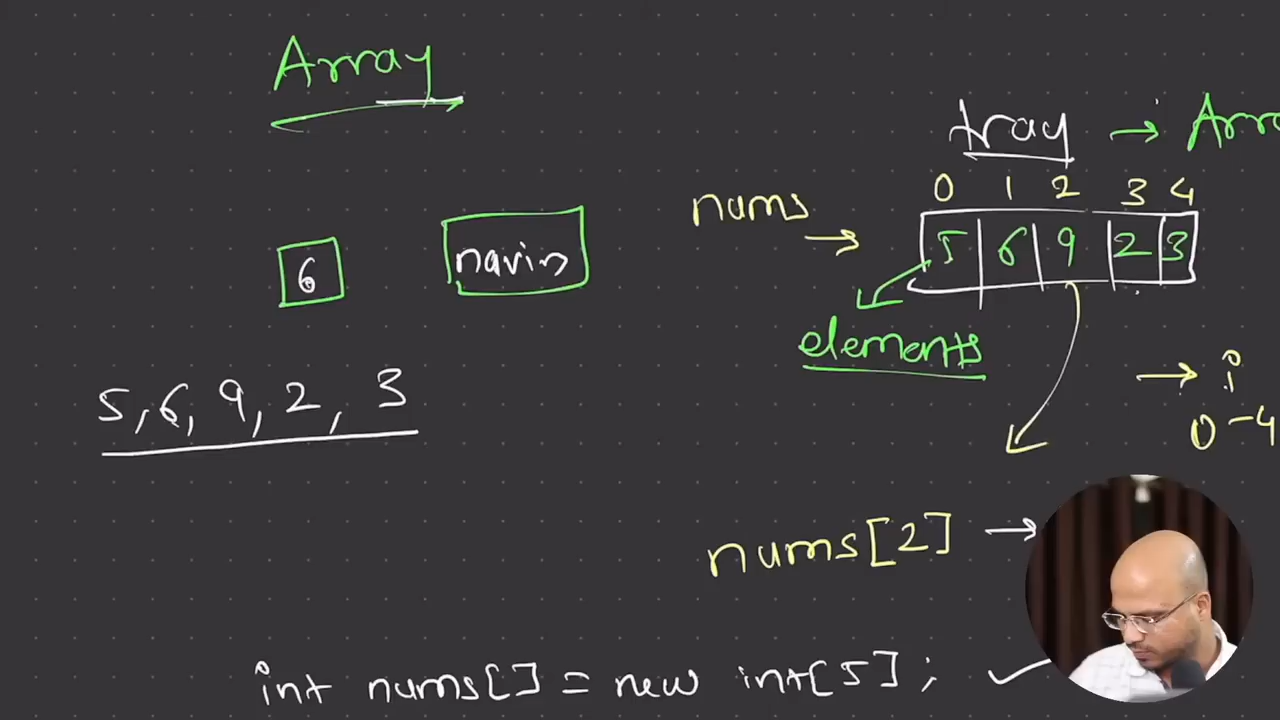 Array
tray → Arra
0 1 2 3 4
nums →
5 6 9 2 3
6
navin
elements
5, 6, 9, 2, 3
→ i
0-4
nums[2] →
int nums[] = new int[5]; ✓